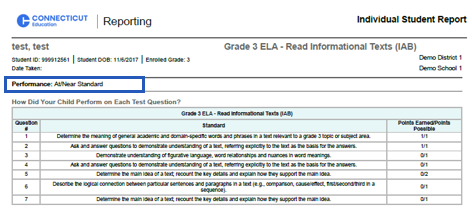 CONNECTICUT
Education
Reporting
Individual Student Report
test, test
Grade 3 ELA - Read Informational Texts (IAB)
Student ID: 999912561 | Student DOB: 11/6/2017 | Enrolled Grade: 3
Date Taken:
Demo District 1
Demo School 1
Performance: At/Near Standard
How Did Your Child Perform on Each Test Question?
Grade 3 ELA - Read Informational Texts (IAB)
Question # Standard Points Earned/Points Possible
1 Determine the meaning of general academic and domain-specific words and phrases in a text relevant to a grade 3 topic or subject area. 1/1
2 Ask and answer questions to demonstrate understanding of a text, referring explicitly to the text as the basis for the answers. 1/1
3 Demonstrate understanding of figurative language, word relationships and nuances in word meanings. 0/1
4 Ask and answer questions to demonstrate understanding of a text, referring explicitly to the text as the basis for the answers. 0/1
5 Determine the main idea of a text; recount the key details and explain how they support the main idea. 0/2
6 Describe the logical connection between particular sentences and paragraphs in a text (e.g., comparison, cause/effect, first/second/third in a sequence). 0/1
7 Determine the main idea of a text; recount the key details and explain how they support the main idea. 0/1